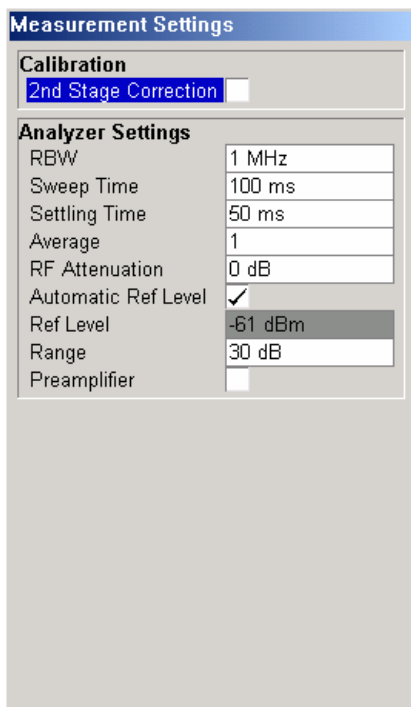 Measurement Settings
Calibration
2nd Stage Correction
Analyzer Settings
RBW 1 MHz
Sweep Time 100 ms
Settling Time 50 ms
Average 1
RF Attenuation 0 dB
Automatic Ref Level ✓
Ref Level -61 dBm
Range 30 dB
Preamplifier